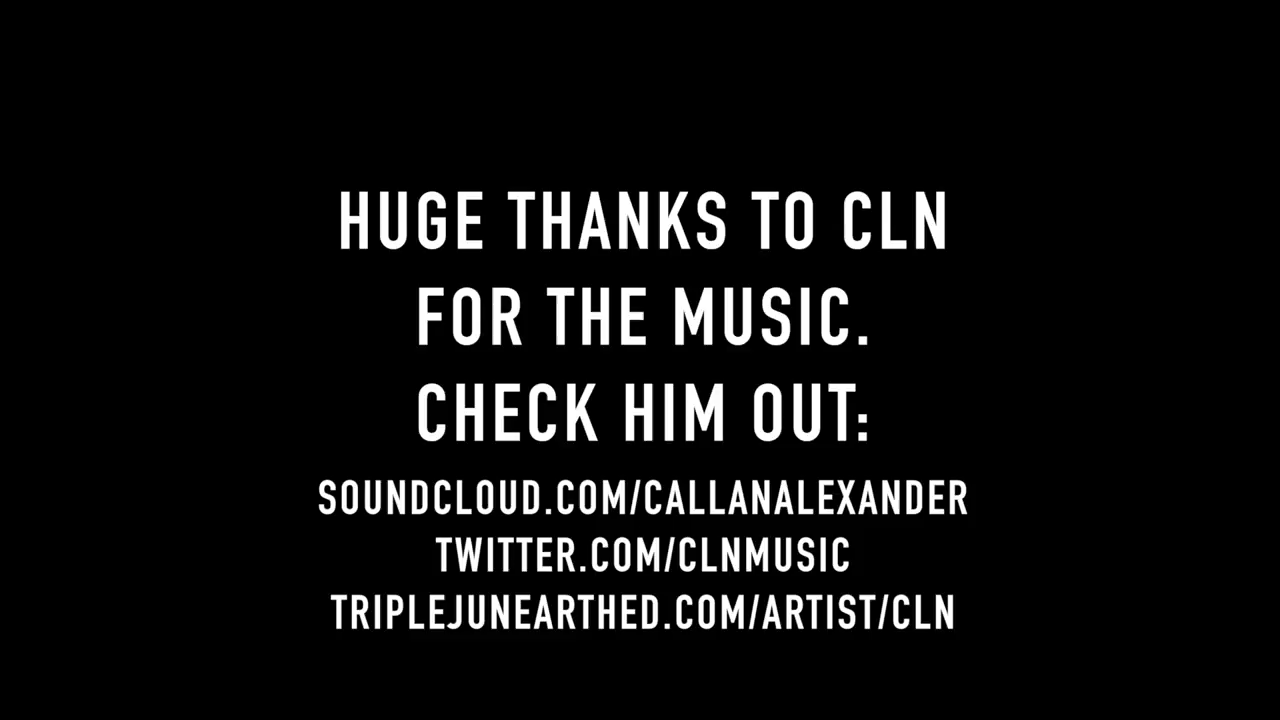 HUGE THANKS TO CLN
FOR THE MUSIC.
CHECK HIM OUT:
SOUNDCLOUD.COM/CALLANALEXANDER
TWITTER.COM/CLNMUSIC
TRIPLEJUNEARTHED.COM/ARTIST/CLN